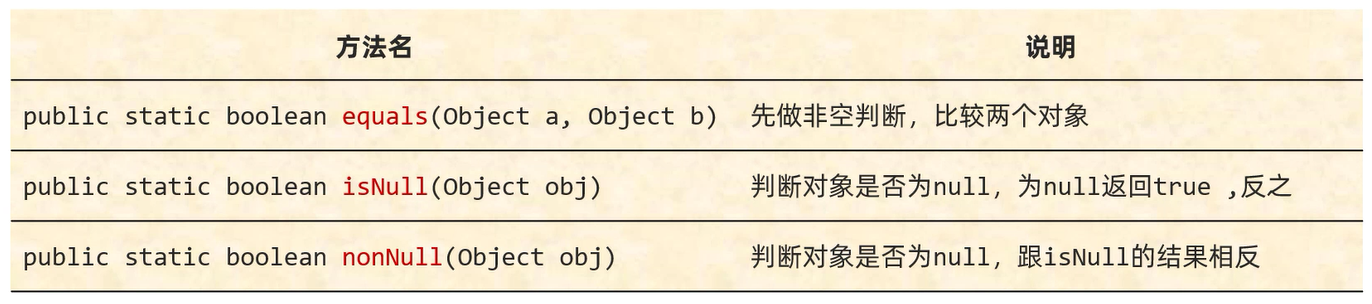 方法名 说明
public static boolean equals(Object a, Object b) 先做非空判断，比较两个对象
public static boolean isNull(Object obj) 判断对象是否为null，为null返回true ,反之
public static boolean nonNull(Object obj) 判断对象是否为null，跟isNull的结果相反